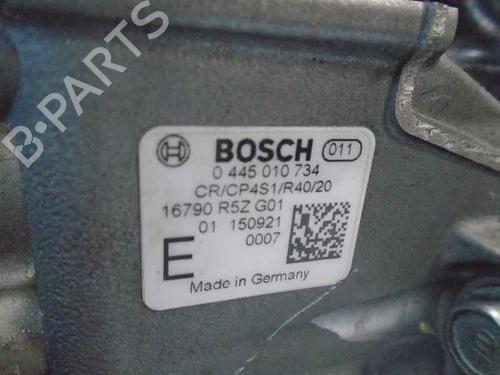 B-PARTS
BOSCH 011
0 445 010 734
CR/CP4S1/R40/20
16790 R5Z G01
01 150921
0007
E
Made in Germany